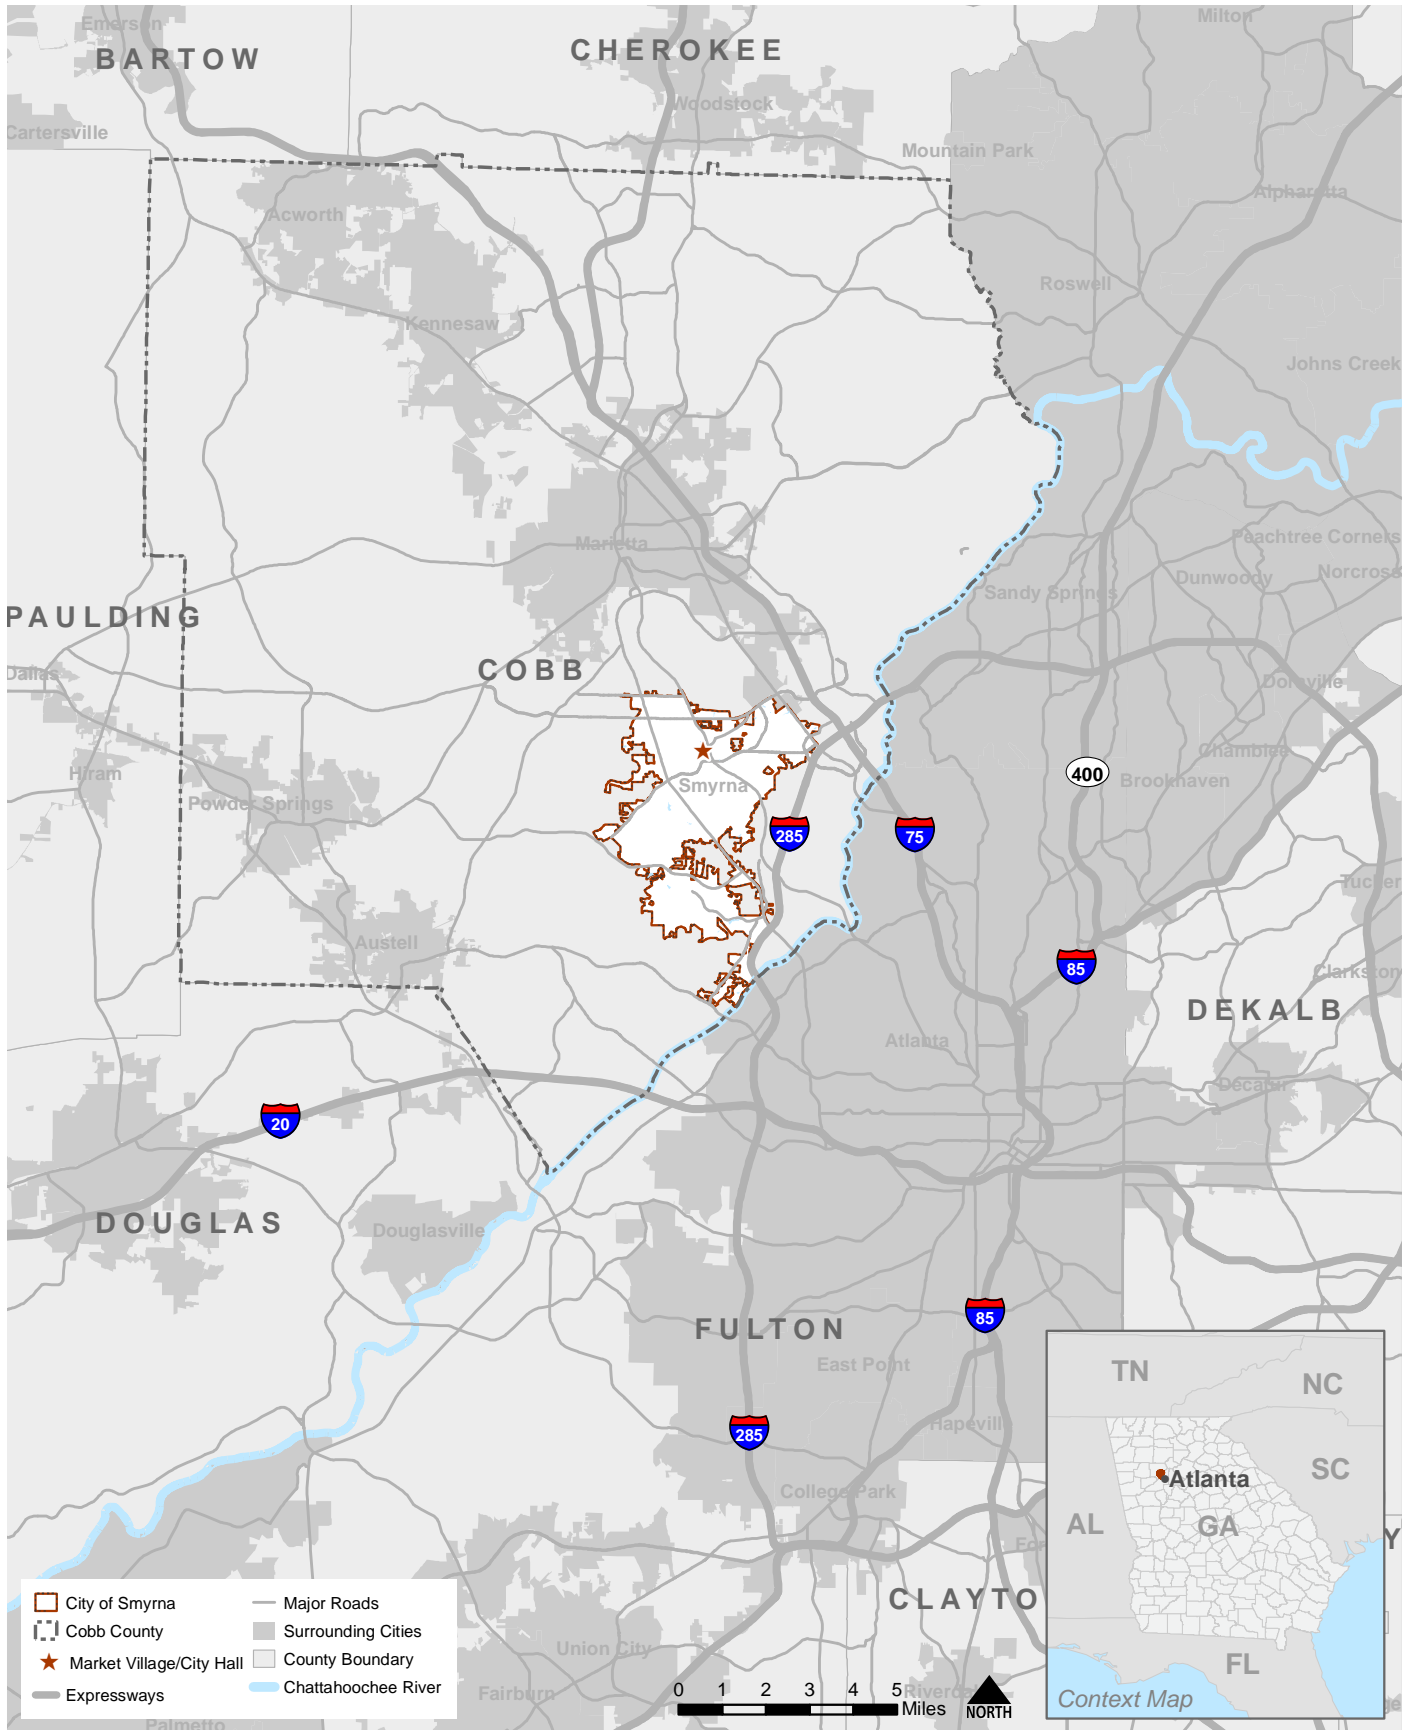 Emerson
BARTOW
CHEROKEE
Milton
Cartersville
Woodstock
Mountain Park
Alpharetta
Acworth
Roswell
Kennesaw
Johns Creek
Marietta
Peachtree Corners
Dunwoody
Norcross
Sandy Springs
PAULDING
COBB
Dallas
Doraville
Chamblee
Hiram
Powder Springs
Smyrna
400
Brookhaven
285
75
Tucker
Austell
85
Clarkston
DEKALB
Atlanta
Decatur
20
DOUGLAS
Douglasville
85
FULTON
East Point
285
Hapevill
College Park
For
CLAYTO
Y
Union City
Fairburn
Riverda
Palmetto
TN
NC
SC
Atlanta
AL
GA
FL
Context Map
City of Smyrna
Cobb County
Market Village/City Hall
Expressways
Major Roads
Surrounding Cities
County Boundary
Chattahoochee River
0 1 2 3 4 5
Miles
NORTH